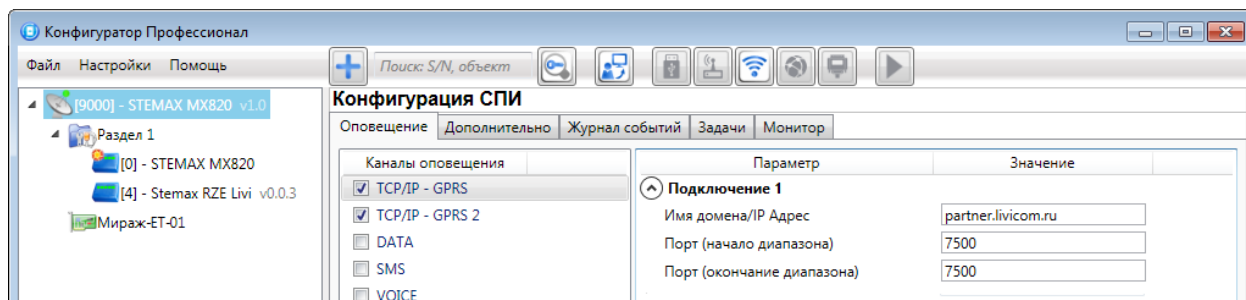 Конфигуратор Профессионал
Файл Настройки Помощь
Поиск: S/N, объект
[9000] - STEMAX MX820 v1.0
Раздел 1
[0] - STEMAX MX820
[4] - Stemax RZE Livi v0.0.3
Мираж-ET-01
Конфигурация СПИ
Оповещение Дополнительно Журнал событий Задачи Монитор
Каналы оповещения
TCP/IP - GPRS
TCP/IP - GPRS 2
DATA
SMS
VOICE
Параметр Значение
Подключение 1
Имя домена/IP Адрес partner.livicom.ru
Порт (начало диапазона) 7500
Порт (окончание диапазона) 7500